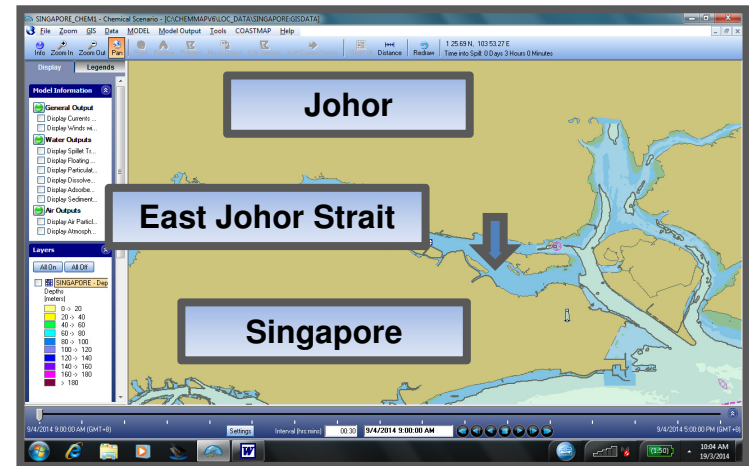 SINGAPORE_CHEM1 - Chemical Scenario - [C:\CHEMMAPV6\LOC_DATA\SINGAPORE\GISDATA]
File Zoom GIS Data MODEL Model Output Tools COASTMAP Help
Info Zoom In Zoom Out Pan Distance Redraw
1 25.69 N, 103 53.27 E
Time into Spill: 0 Days 3 Hours 0 Minutes
Display Legends
Model Information
General Output
Display Currents ...
Display Winds wi...
Water Outputs
Display Spillet Tr...
Display Floating ...
Display Particulat...
Display Dissolve...
Display Adsorbe...
Display Sediment...
Air Outputs
Display Air Particl...
Display Atmosph...
Layers
All On All Off
SINGAPORE - Dep
Depths
(meters)
0 -> 20
20 -> 40
40 -> 60
60 -> 80
80 -> 100
100 -> 120
120 -> 140
140 -> 160
160 -> 180
> 180
Johor
East Johor Strait
Singapore
9/4/2014 9:00:00 AM (GMT+8) Settings Interval (hrs:mins) 00:30 9/4/2014 9:00:00 AM 9/4/2014 5:00:00 PM (GMT+8)
(1:50) 10:04 AM
19/3/2014